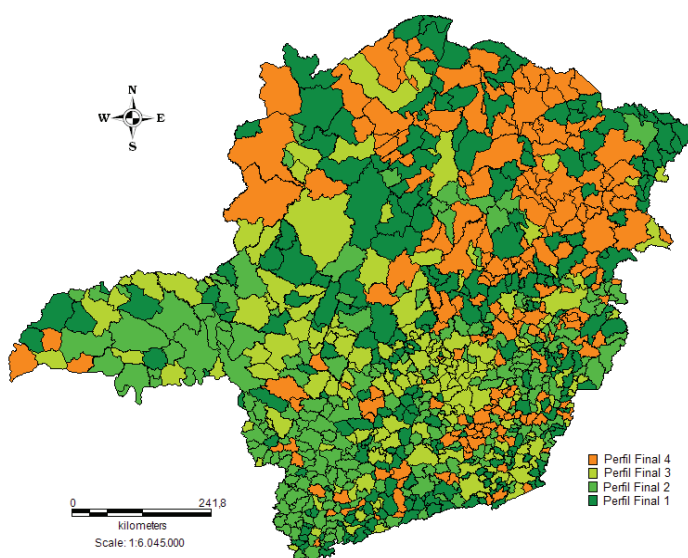 N
W E
S
Perfil Final 4
Perfil Final 3
Perfil Final 2
Perfil Final 1
0 241,8
kilometers
Scale: 1:6.045.000